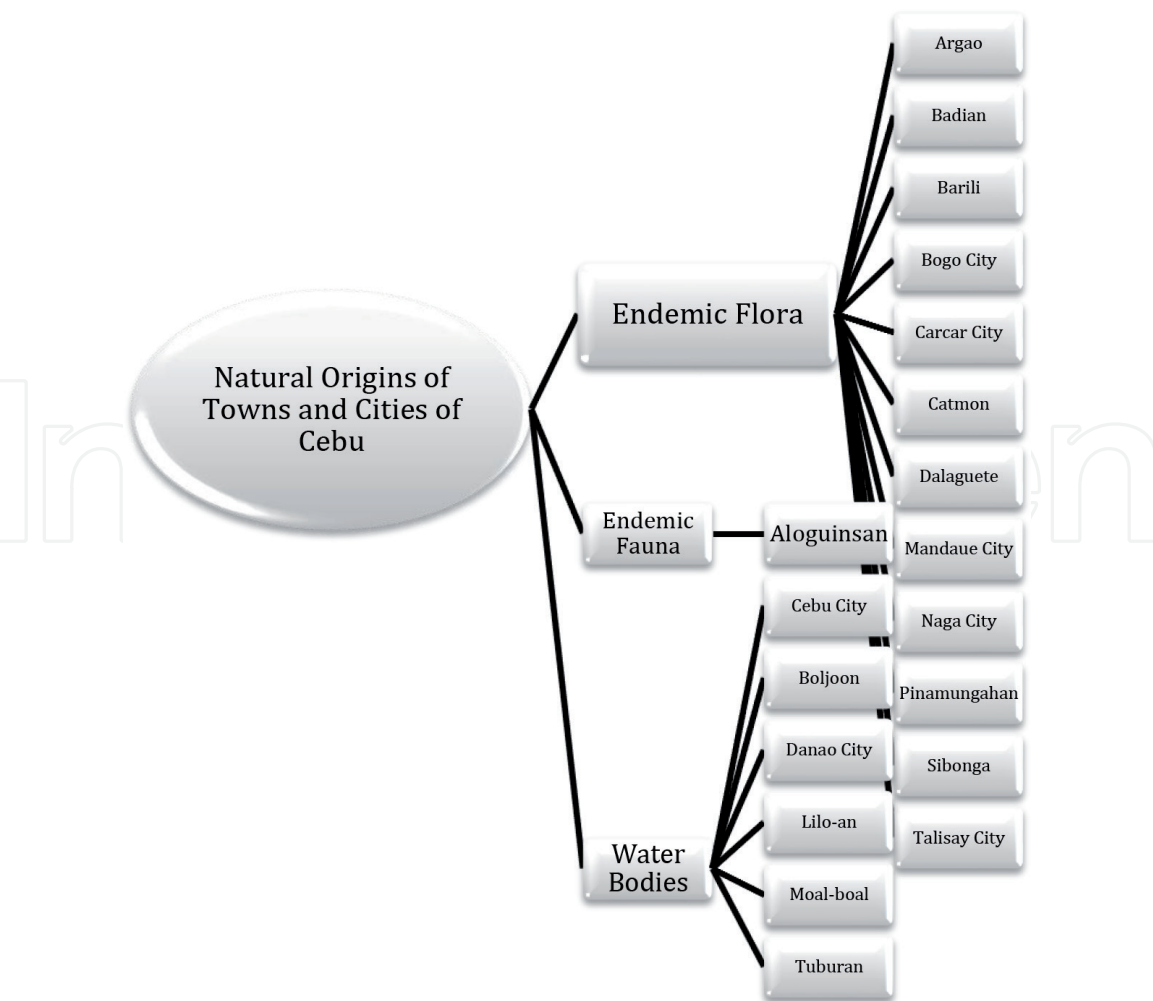 Natural Origins of
Towns and Cities of
Cebu
Endemic Flora
Argao
Badian
Barili
Bogo City
Carcar City
Catmon
Dalaguete
Mandaue City
Naga City
Pinamungahan
Sibonga
Talisay City
Endemic
Fauna
Aloguinsan
Water
Bodies
Cebu City
Boljoon
Danao City
Lilo-an
Moal-boal
Tuburan